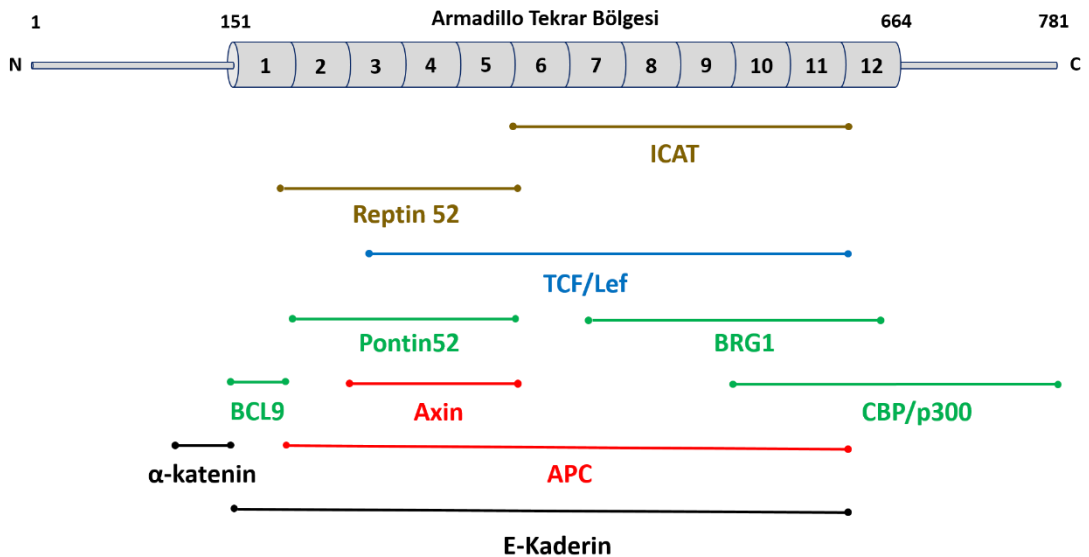 1 151 Armadillo Tekrar Bölgesi 664 781
N 1 2 3 4 5 6 7 8 9 10 11 12 C
ICAT
Reptin 52
TCF/Lef
Pontin52 BRG1
BCL9 Axin CBP/p300
α-katenin APC
E-Kaderin